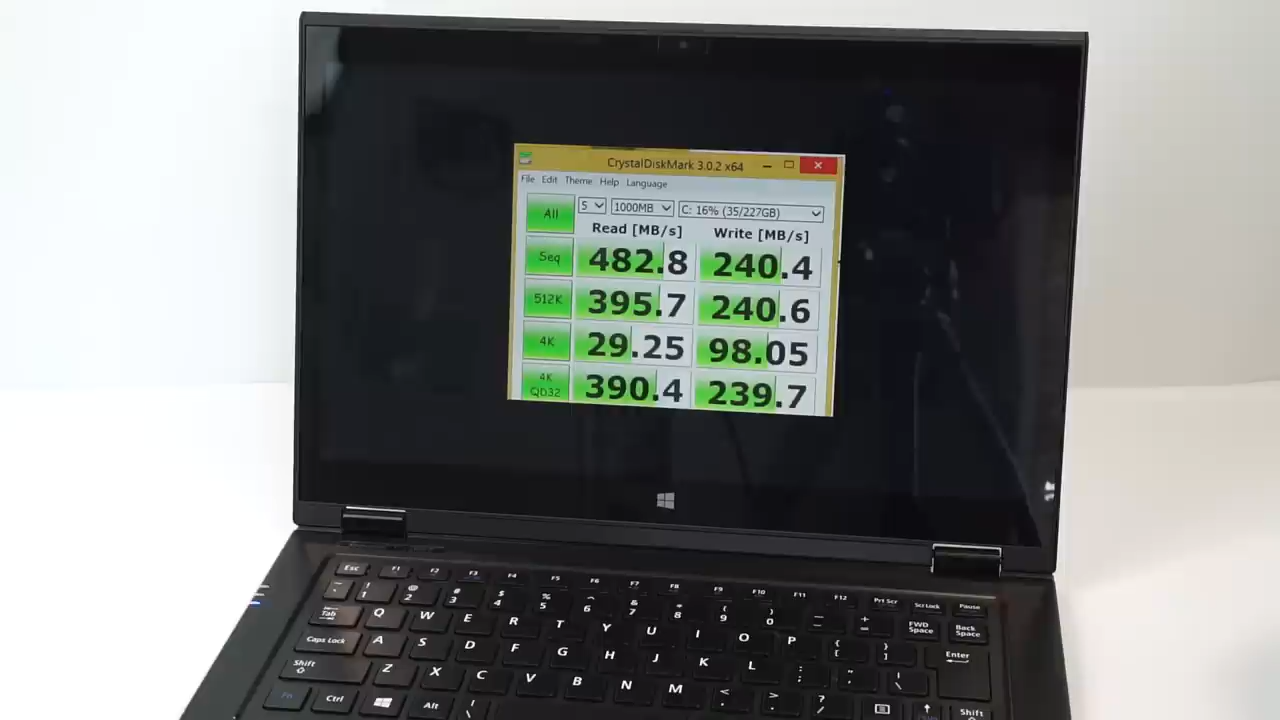 CrystalDiskMark 3.0.2 x64
File Edit Theme Help Language
All 5 1000MB C: 16% (35/227GB)
Read [MB/s] Write [MB/s]
Seq 482.8 240.4
512K 395.7 240.6
4K 29.25 98.05
4K QD32 390.4 239.7
Esc F1 F2 F3 F4 F5 F6 F7 F8 F9 F10 F11 F12 Prt Scr Scr Lock Pause
~ ! @ # $ % ^ & * ( ) _ + FWD Space Back Space
1 2 3 4 5 6 7 8 9 0 - =
Tab Q W E R T Y U I O P { } Enter
[ ]
Caps Lock A S D F G H J K L : " |
; ' \
Shift Z X C V B N M < > ? Shift
, . /
Fn Ctrl Alt |
\